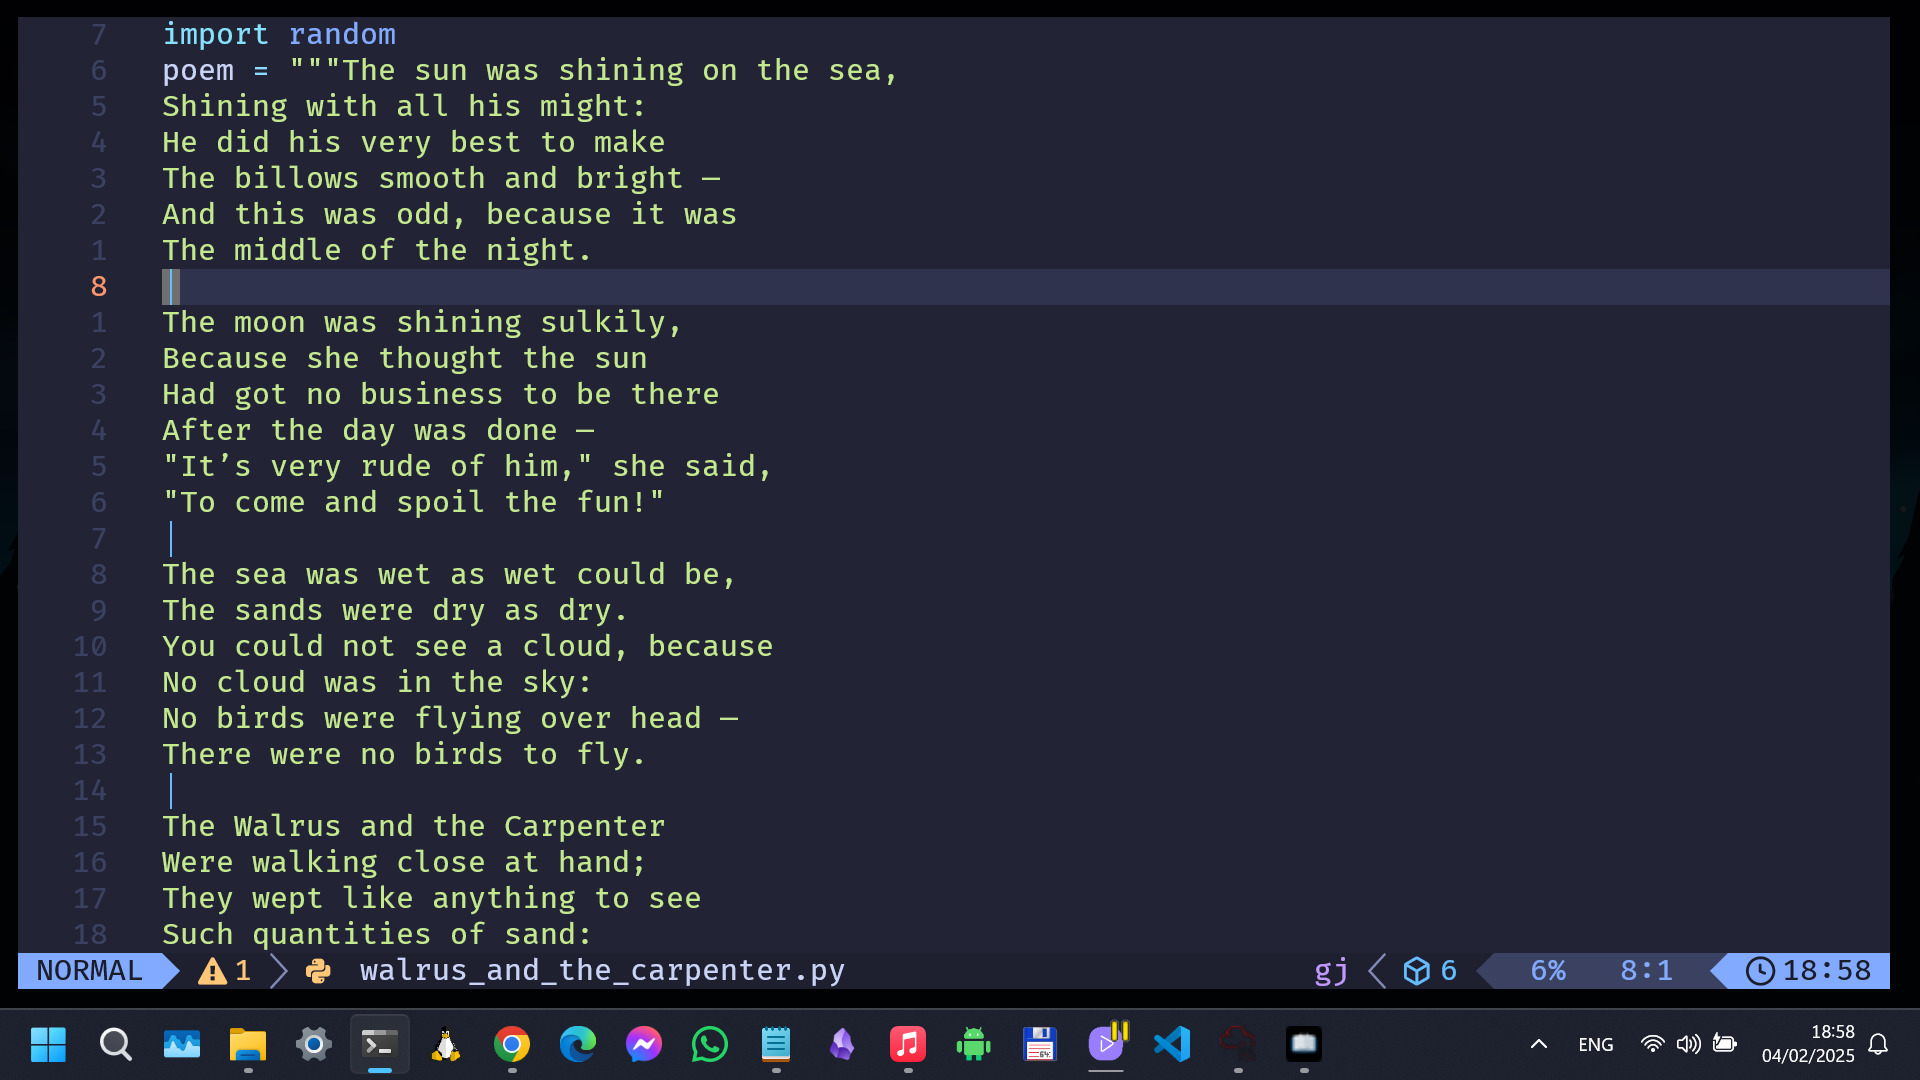 7 import random
6 poem = """The sun was shining on the sea,
5 Shining with all his might:
4 He did his very best to make
3 The billows smooth and bright —
2 And this was odd, because it was
1 The middle of the night.
8
1 The moon was shining sulkily,
2 Because she thought the sun
3 Had got no business to be there
4 After the day was done —
5 "It’s very rude of him," she said,
6 "To come and spoil the fun!"
7
8 The sea was wet as wet could be,
9 The sands were dry as dry.
10 You could not see a cloud, because
11 No cloud was in the sky:
12 No birds were flying over head —
13 There were no birds to fly.
14
15 The Walrus and the Carpenter
16 Were walking close at hand;
17 They wept like anything to see
18 Such quantities of sand:
NORMAL 1 walrus_and_the_carpenter.py gj 6 6% 8:1 18:58
64
ENG 18:58
04/02/2025